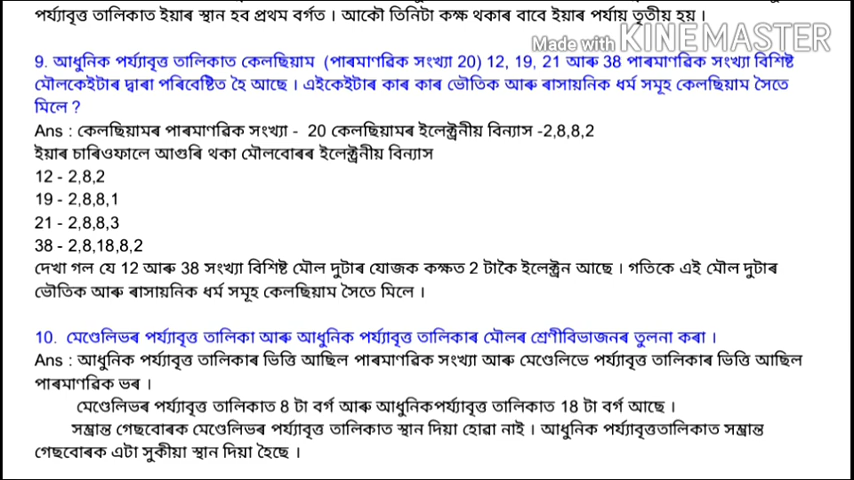 পৰ্য্যাবৃত্ত তালিকাত ইয়াৰ স্থান হব প্ৰথম বৰ্গত । আকৌ তিনিটা কক্ষ থকাৰ বাবে ইয়াৰ পৰ্যায় তৃতীয় হয় ।
Made with KINEMASTER
9. আধুনিক পৰ্য্যাবৃত্ত তালিকাত কেলছিয়াম (পাৰমাণৱিক সংখ্যা 20) 12, 19, 21 আৰু 38 পাৰমাণৱিক সংখ্যা বিশিষ্ট
মৌলকেইটাৰ দ্বাৰা পৰিবেষ্টিত হৈ আছে । এইকেইটাৰ কাৰ কাৰ ভৌতিক আৰু ৰাসায়নিক ধৰ্ম সমূহ কেলছিয়াম সৈতে
মিলে ?
Ans : কেলছিয়ামৰ পাৰমাণৱিক সংখ্যা - 20 কেলছিয়ামৰ ইলেক্ট্ৰনীয় বিন্যাস -2,8,8,2
ইয়াৰ চাৰিওফালে আগুৰি থকা মৌলবোৰৰ ইলেক্ট্ৰনীয় বিন্যাস
12 - 2,8,2
19 - 2,8,8,1
21 - 2,8,8,3
38 - 2,8,18,8,2
দেখা গল যে 12 আৰু 38 সংখ্যা বিশিষ্ট মৌল দুটাৰ যোজক কক্ষত 2 টাকৈ ইলেক্ট্ৰন আছে । গতিকে এই মৌল দুটাৰ
ভৌতিক আৰু ৰাসায়নিক ধৰ্ম সমূহ কেলছিয়াম সৈতে মিলে ।
10. মেণ্ডেলিভৰ পৰ্য্যাবৃত্ত তালিকা আৰু আধুনিক পৰ্য্যাবৃত্ত তালিকাৰ মৌলৰ শ্ৰেণীবিভাজনৰ তুলনা কৰা ।
Ans : আধুনিক পৰ্য্যাবৃত্ত তালিকাৰ ভিত্তি আছিল পাৰমাণৱিক সংখ্যা আৰু মেণ্ডেলিভে পৰ্য্যাবৃত্ত তালিকাৰ ভিত্তি আছিল
পাৰমাণৱিক ভৰ ।
মেণ্ডেলিভৰ পৰ্য্যাবৃত্ত তালিকাত 8 টা বৰ্গ আৰু আধুনিকপৰ্য্যাবৃত্ত তালিকাত 18 টা বৰ্গ আছে ।
সম্ভ্ৰান্ত গেছবোৰক মেণ্ডেলিভৰ পৰ্য্যাবৃত্ত তালিকাত স্থান দিয়া হোৱা নাই । আধুনিক পৰ্য্যাবৃত্ততালিকাত সম্ভ্ৰান্ত
গেছবোৰক এটা সুকীয়া স্থান দিয়া হৈছে ।